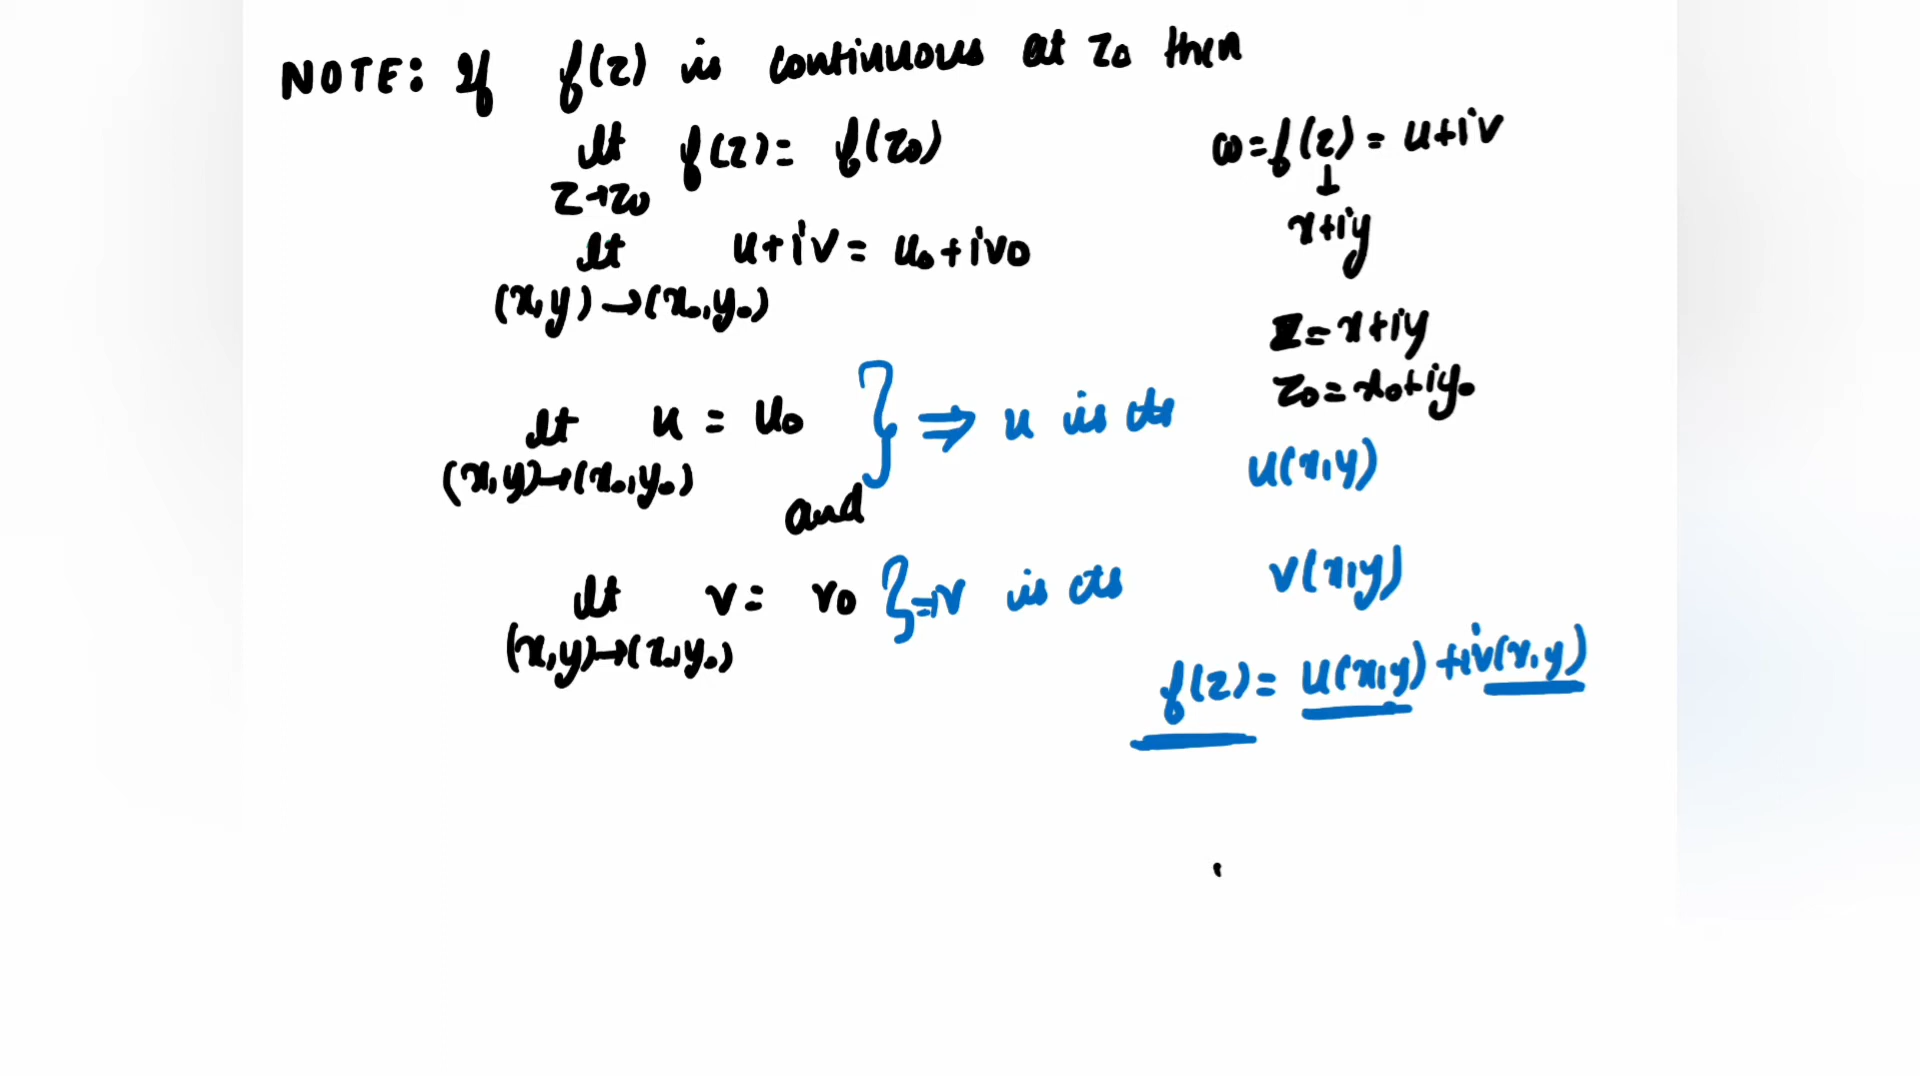 NOTE: If f(z) is continuous at z0 then
lt f(z) = f(z0)
z→z0
lt u+iv = u0+iv0
(x,y)→(x0,y0)
lt u = u0 } ⇒ u is cts
(x,y)→(x0,y0)
and
lt v = v0 } ⇒ v is cts
(x,y)→(x0,y0)
ω=f(z) = u+iv
↓
x+iy
z=x+iy
z0=x0+iy0
u(x,y)
v(x,y)
f(z)= u(x,y)+iv(x,y)